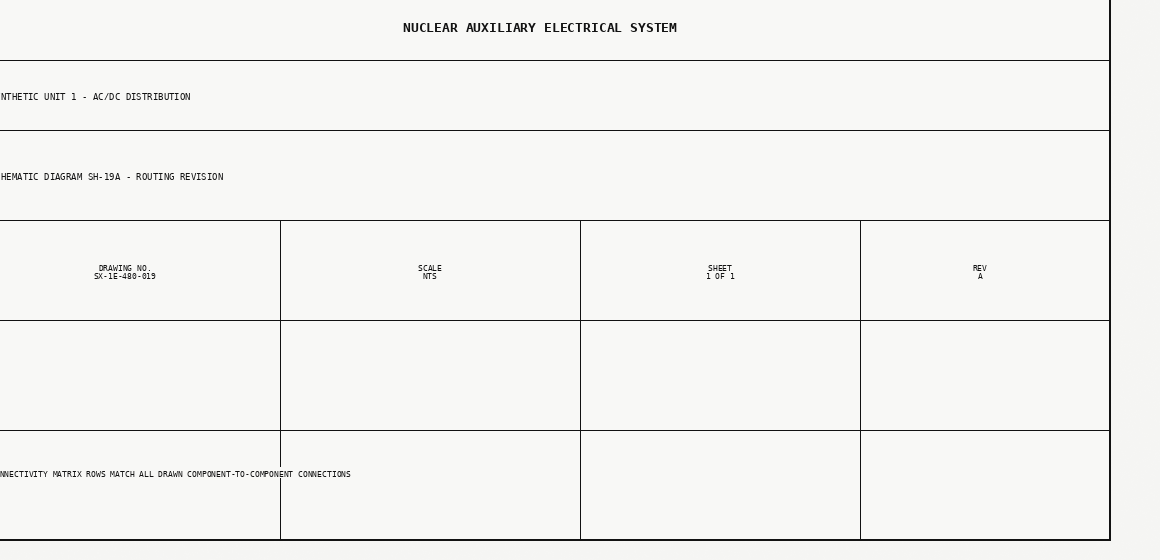 NUCLEAR AUXILIARY ELECTRICAL SYSTEM
NTHETIC UNIT 1 - AC/DC DISTRIBUTION
HEMATIC DIAGRAM SH-19A - ROUTING REVISION
DRAWING NO.
SX-1E-480-019
SCALE
NTS
SHEET
1 OF 1
REV
A
NNECTIVITY MATRIX ROWS MATCH ALL DRAWN COMPONENT-TO-COMPONENT CONNECTIONS